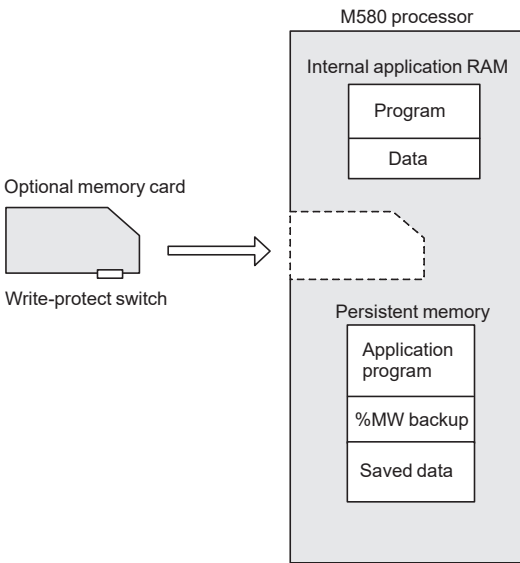 M580 processor
Internal application RAM
Program
Data
Optional memory card
Write-protect switch
Persistent memory
Application
program
%MW backup
Saved data